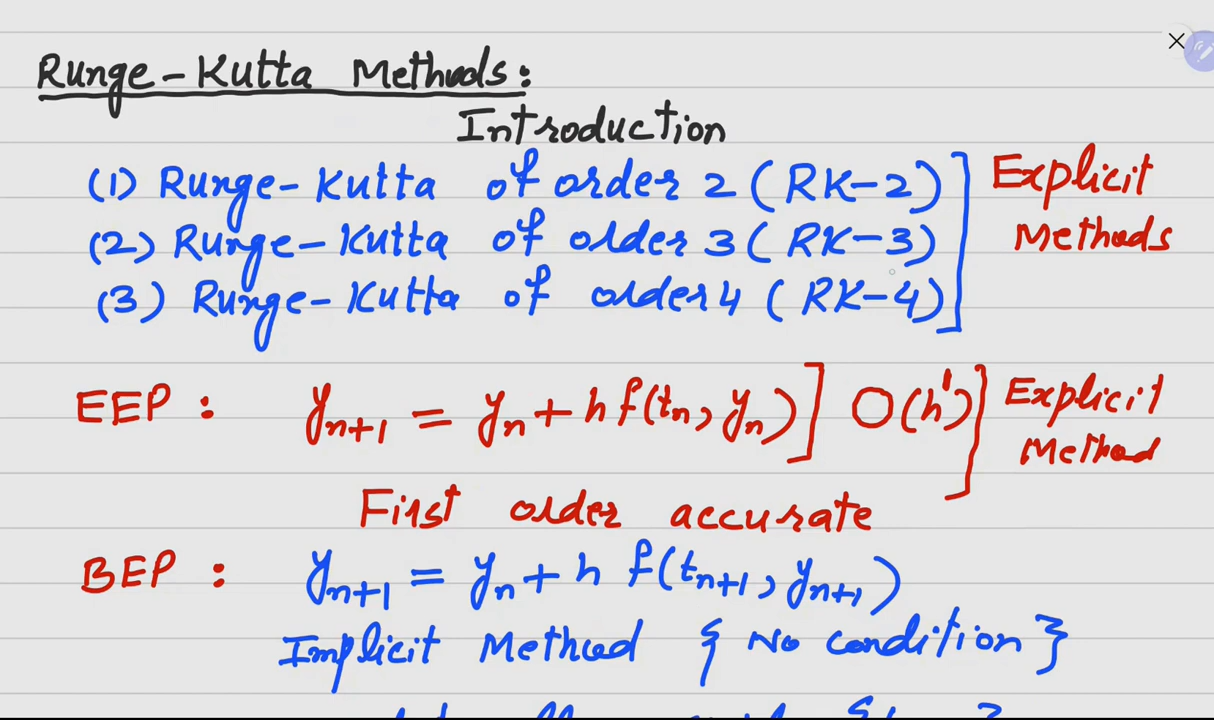 Runge-Kutta Methods:
Introduction
(1) Runge-Kutta of order 2 (RK-2)
(2) Runge-Kutta of order 3 (RK-3)
(3) Runge-Kutta of order 4 (RK-4)
Explicit
Methods
EEP : yₙ₊₁ = yₙ + h f(tₙ, yₙ)] O(h¹)]
Explicit
Method
First order accurate
BEP : yₙ₊₁ = yₙ + h f(tₙ₊₁, yₙ₊₁)
Implicit Method { No condition }